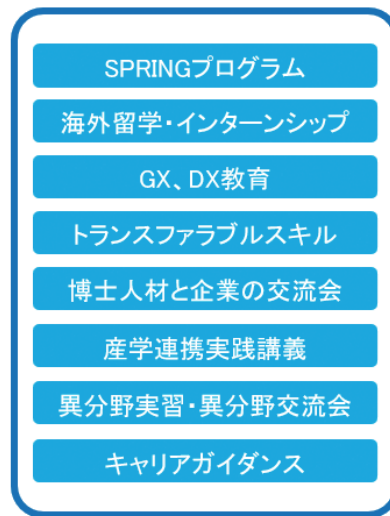 SPRINGプログラム
海外留学・インターンシップ
GX、DX教育
トランスファラブルスキル
博士人材と企業の交流会
産学連携実践講義
異分野実習・異分野交流会
キャリアガイダンス